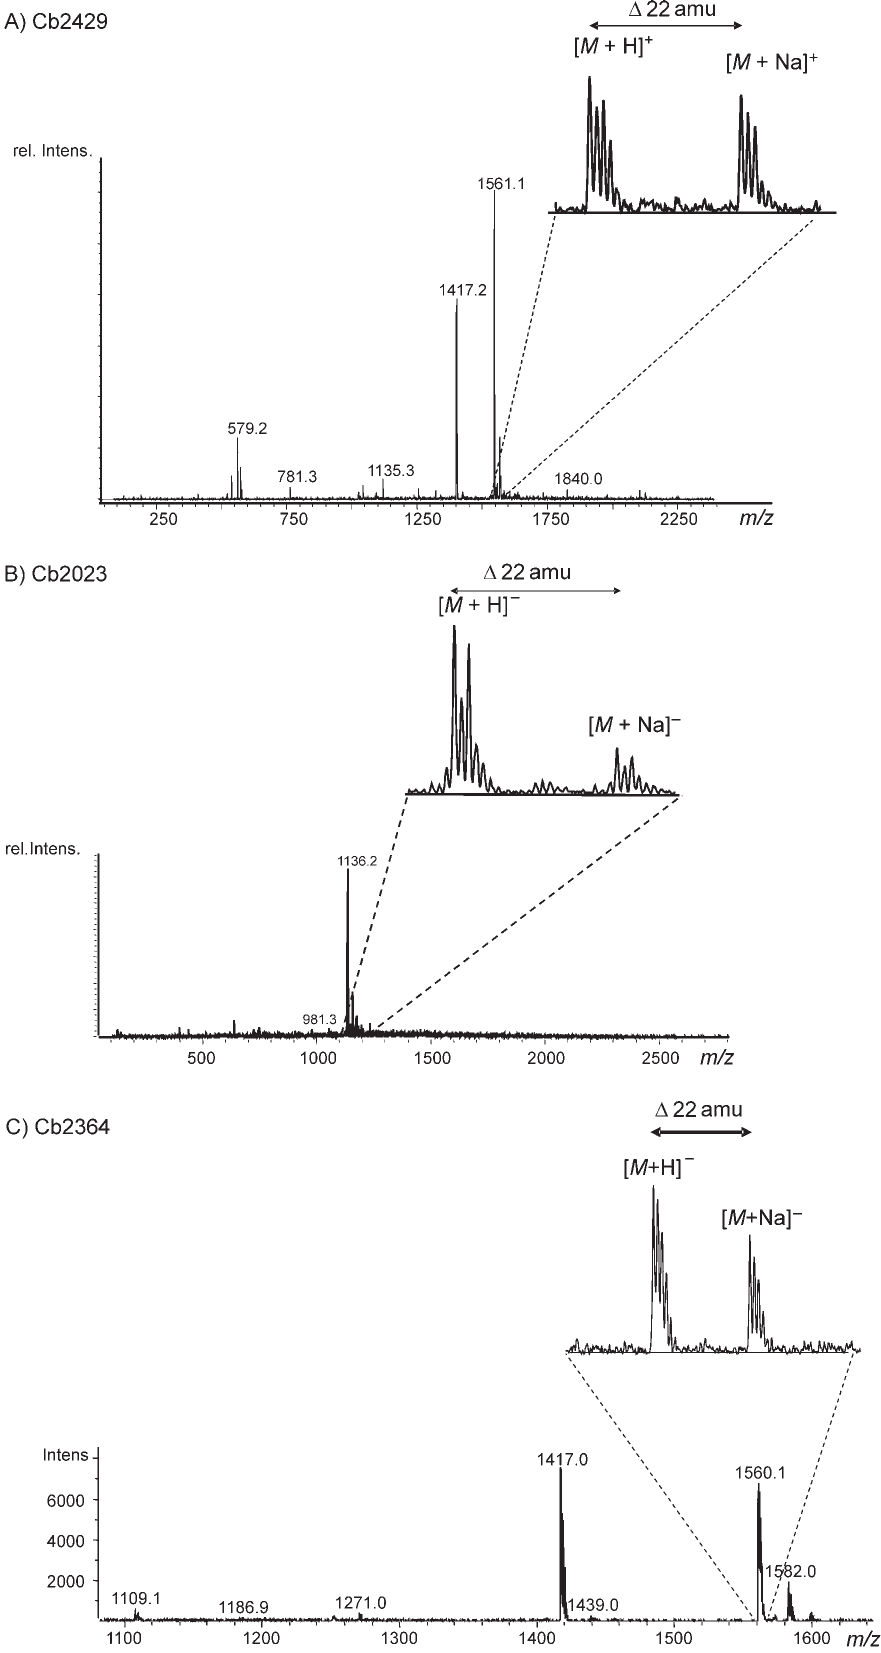 A) Cb2429
Δ 22 amu
[M + H]⁺
[M + Na]⁺
rel. Intens.
1561.1
1417.2
579.2
781.3
1135.3
1840.0
250 750 1250 1750 2250 m/z
B) Cb2023
Δ 22 amu
[M + H]⁻
[M + Na]⁻
rel.Intens.
1136.2
981.3
500 1000 1500 2000 2500 m/z
C) Cb2364
Δ 22 amu
[M+H]⁻
[M+Na]⁻
Intens
1417.0
1560.1
6000
4000
1582.0
2000
1109.1
1186.9
1271.0
1439.0
1100 1200 1300 1400 1500 1600 m/z